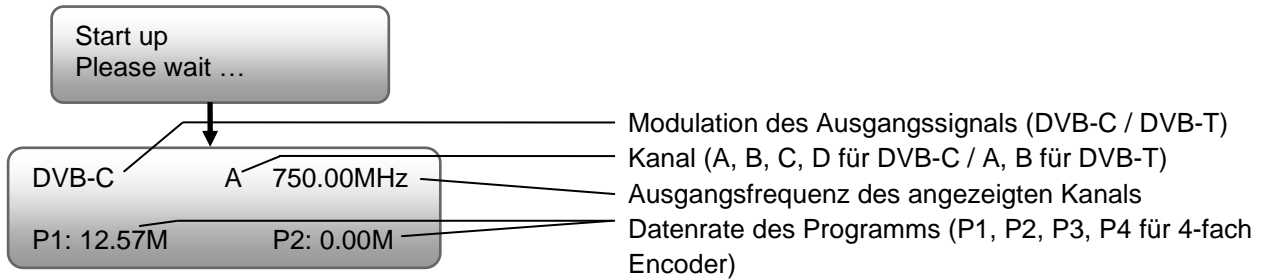 Start up
Please wait …
DVB-C A 750.00MHz
P1: 12.57M P2: 0.00M
Modulation des Ausgangssignals (DVB-C / DVB-T)
Kanal (A, B, C, D für DVB-C / A, B für DVB-T)
Ausgangsfrequenz des angezeigten Kanals
Datenrate des Programms (P1, P2, P3, P4 für 4-fach
Encoder)